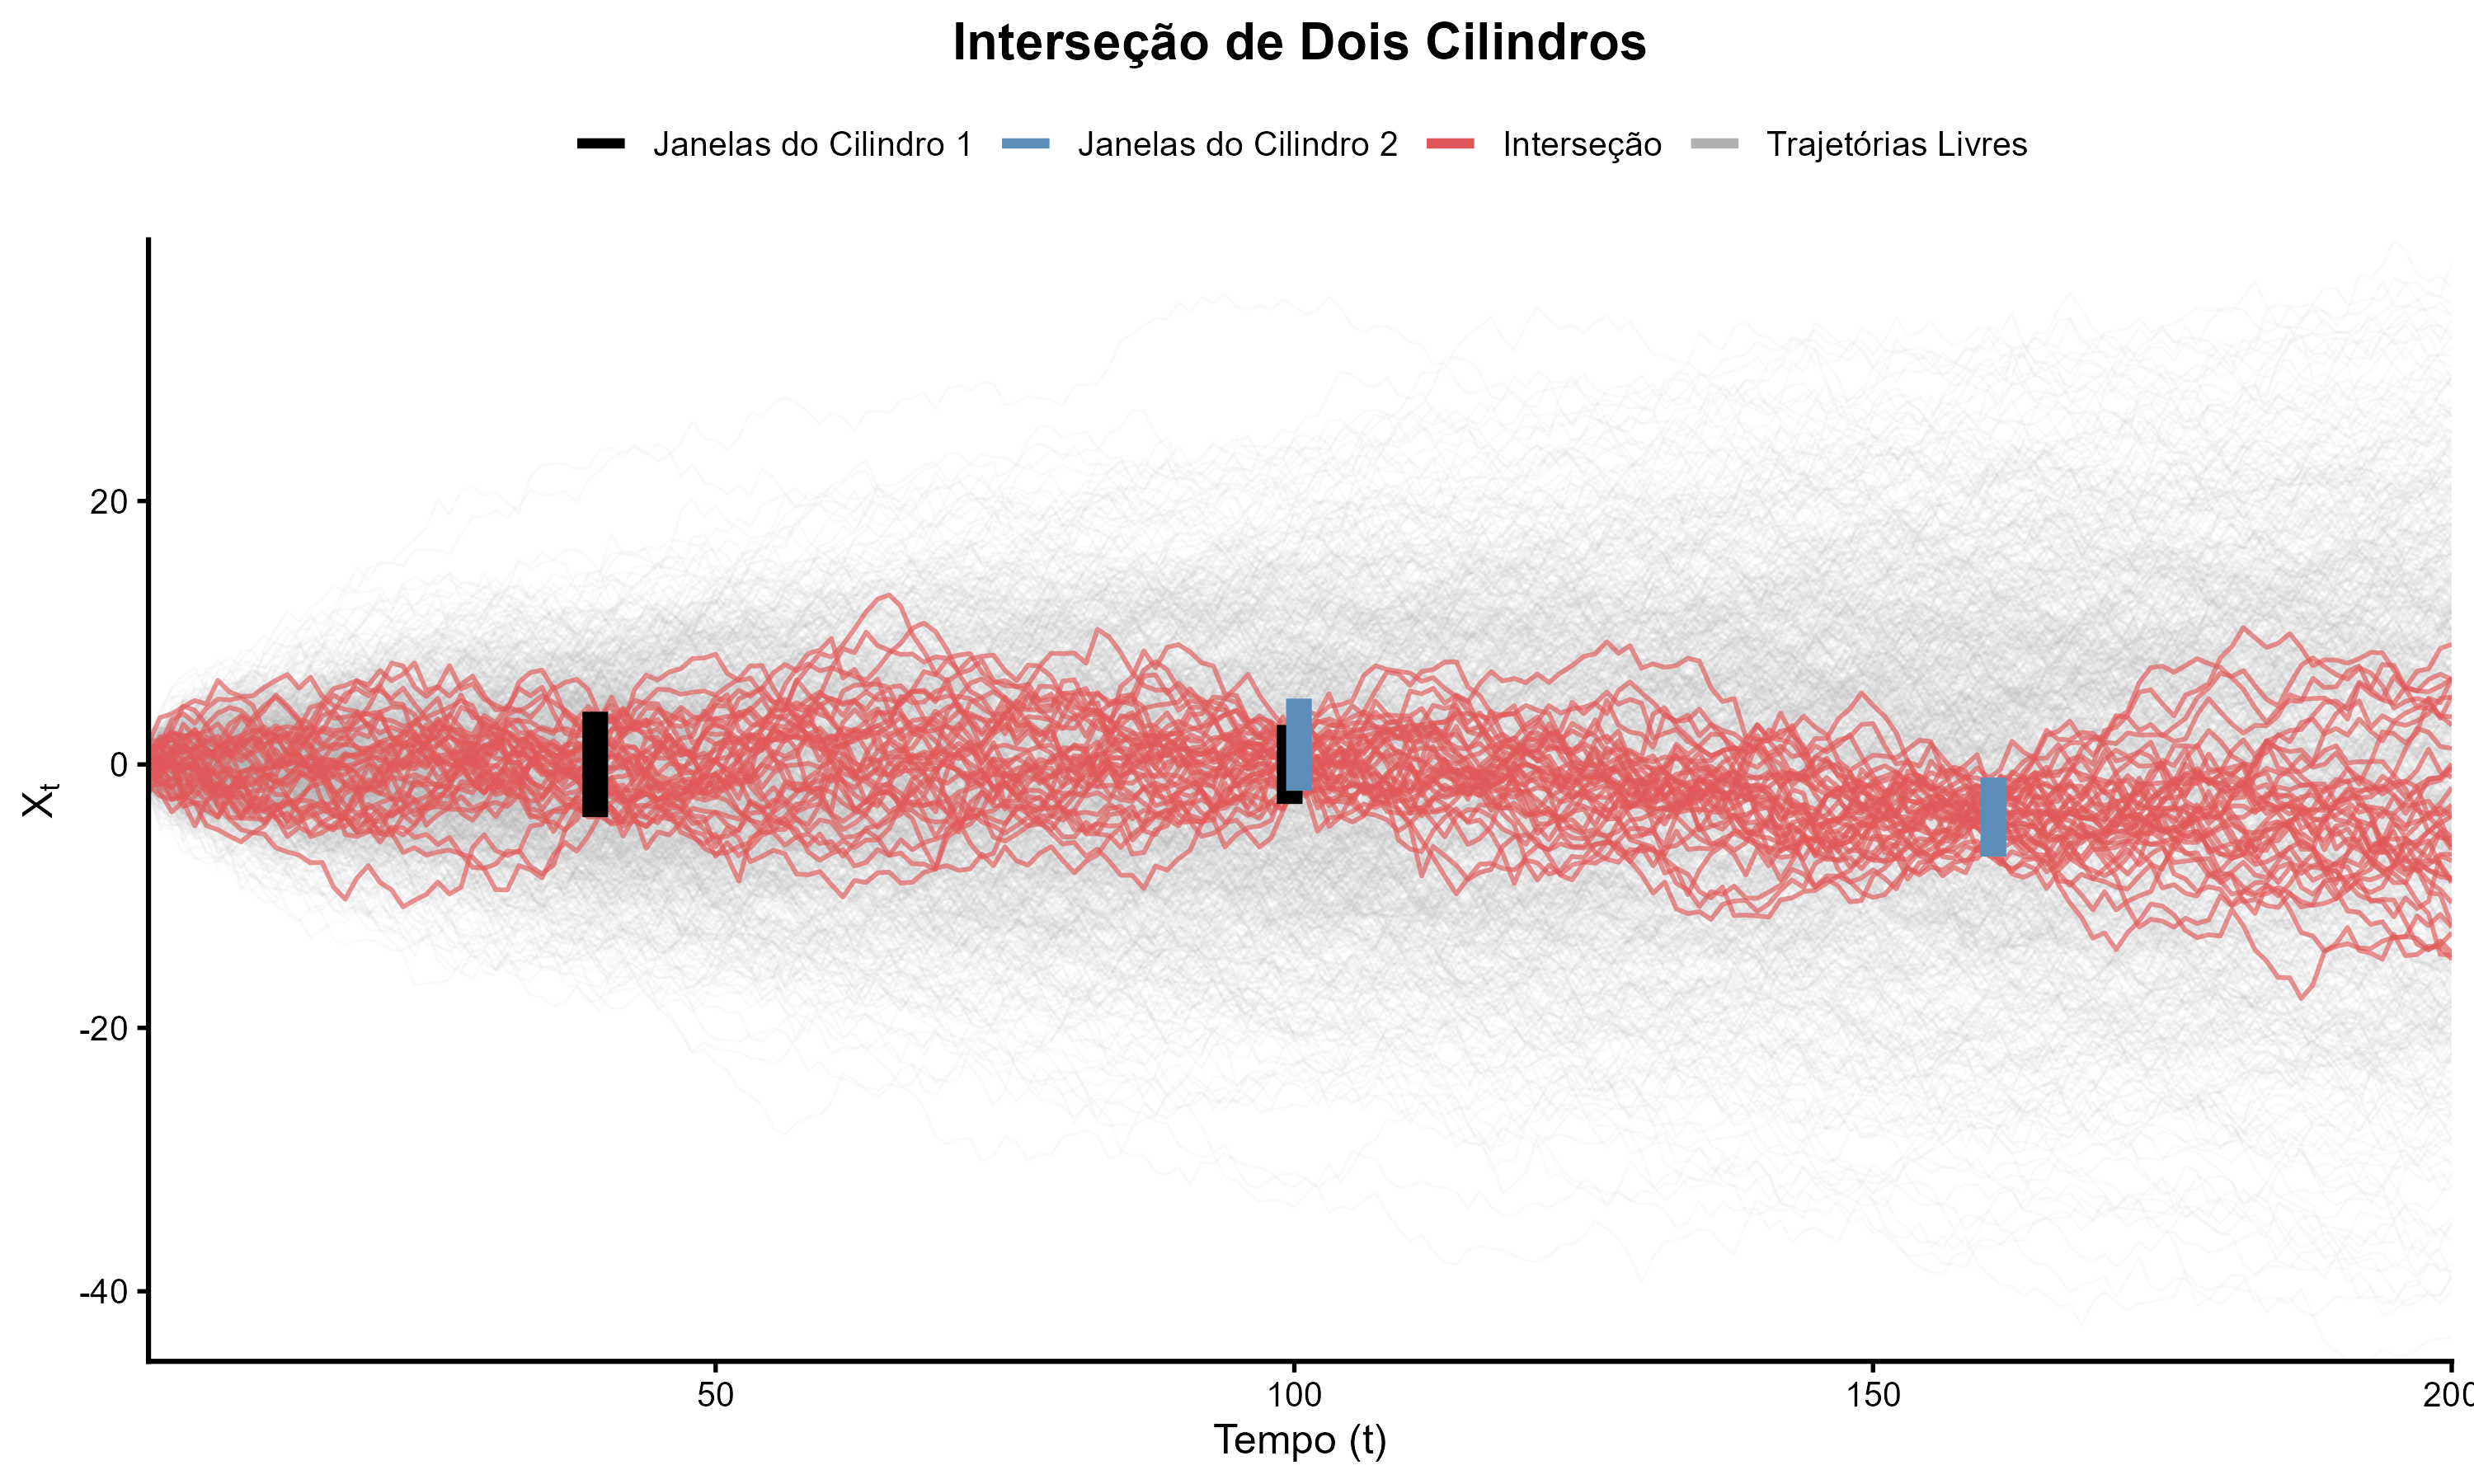 Interseção de Dois Cilindros
Janelas do Cilindro 1 Janelas do Cilindro 2 Interseção Trajetórias Livres
20
0
-20
-40
Xt
50 100 150 200
Tempo (t)